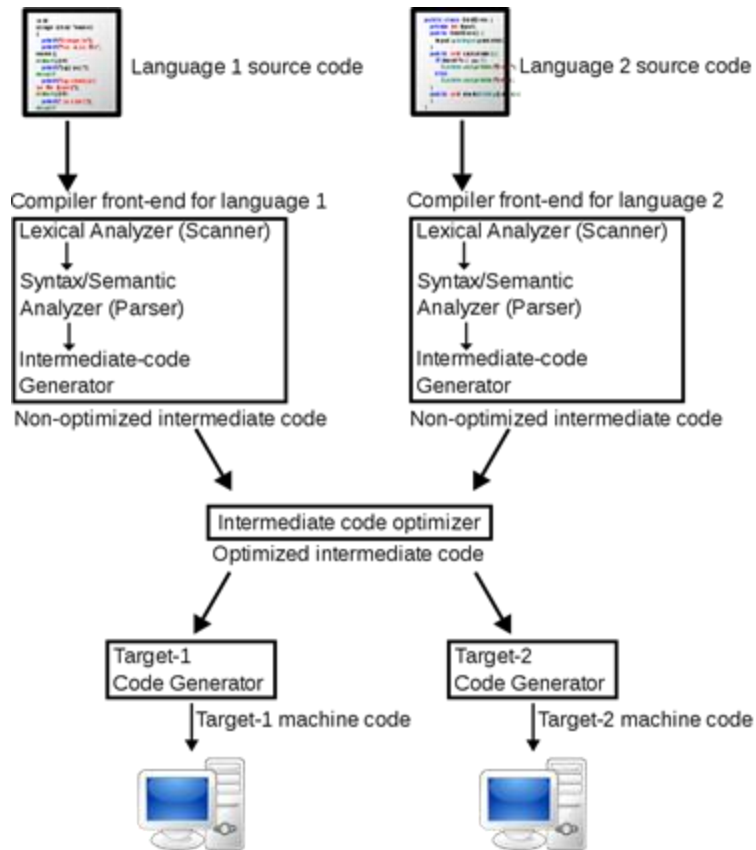 Language 1 source code
Language 2 source code
Compiler front-end for language 1
Lexical Analyzer (Scanner)
Syntax/Semantic
Analyzer (Parser)
Intermediate-code
Generator
Non-optimized intermediate code
Compiler front-end for language 2
Lexical Analyzer (Scanner)
Syntax/Semantic
Analyzer (Parser)
Intermediate-code
Generator
Non-optimized intermediate code
Intermediate code optimizer
Optimized intermediate code
Target-1
Code Generator
Target-1 machine code
Target-2
Code Generator
Target-2 machine code